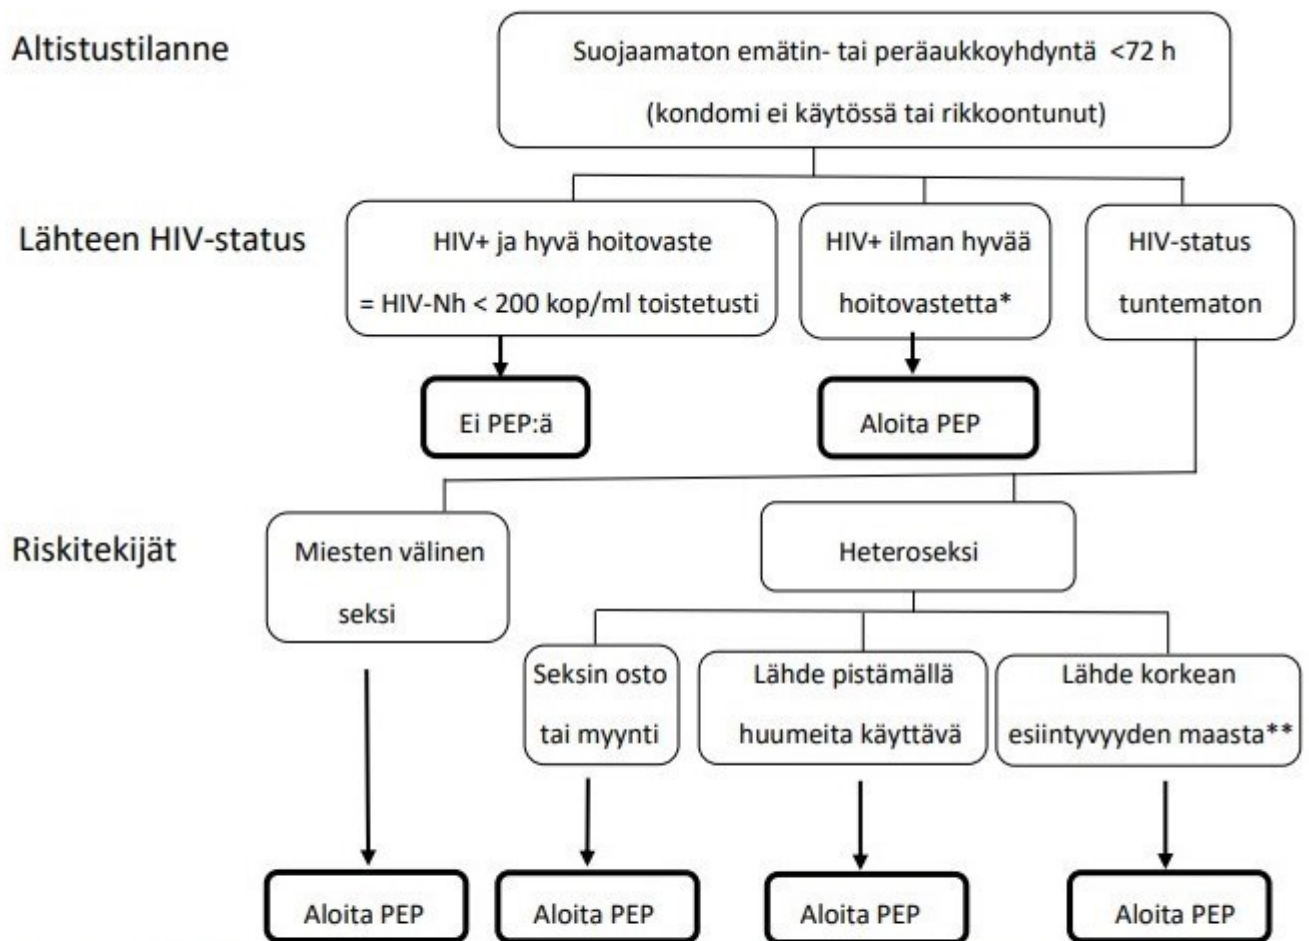 Altistustilanne
Suojaamaton emätin- tai peräaukkoyhdyntä <72 h
(kondomi ei käytössä tai rikkoontunut)
Lähteen HIV-status
HIV+ ja hyvä hoitovaste
= HIV-Nh < 200 kop/ml toistetusti
HIV+ ilman hyvää
hoitovastetta*
HIV-status
tuntematon
Ei PEP:ä
Aloita PEP
Riskitekijät
Miesten välinen
seksi
Heteroseksi
Seksin osto
tai myynti
Lähde pistämällä
huumeita käyttävä
Lähde korkean
esiintyvyyden maasta**
Aloita PEP
Aloita PEP
Aloita PEP
Aloita PEP